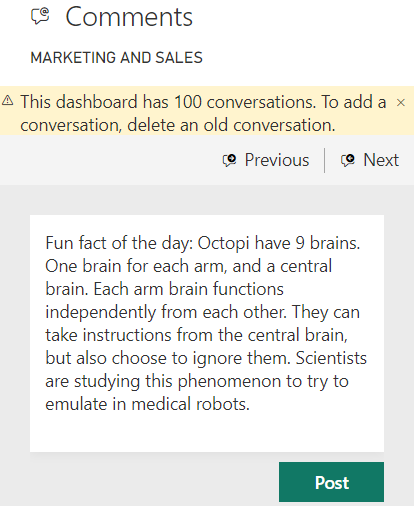 Comments
MARKETING AND SALES
This dashboard has 100 conversations. To add a
conversation, delete an old conversation.
Previous
Next
Fun fact of the day: Octopi have 9 brains.
One brain for each arm, and a central
brain. Each arm brain functions
independently from each other. They can
take instructions from the central brain,
but also choose to ignore them. Scientists
are studying this phenomenon to try to
emulate in medical robots.
Post